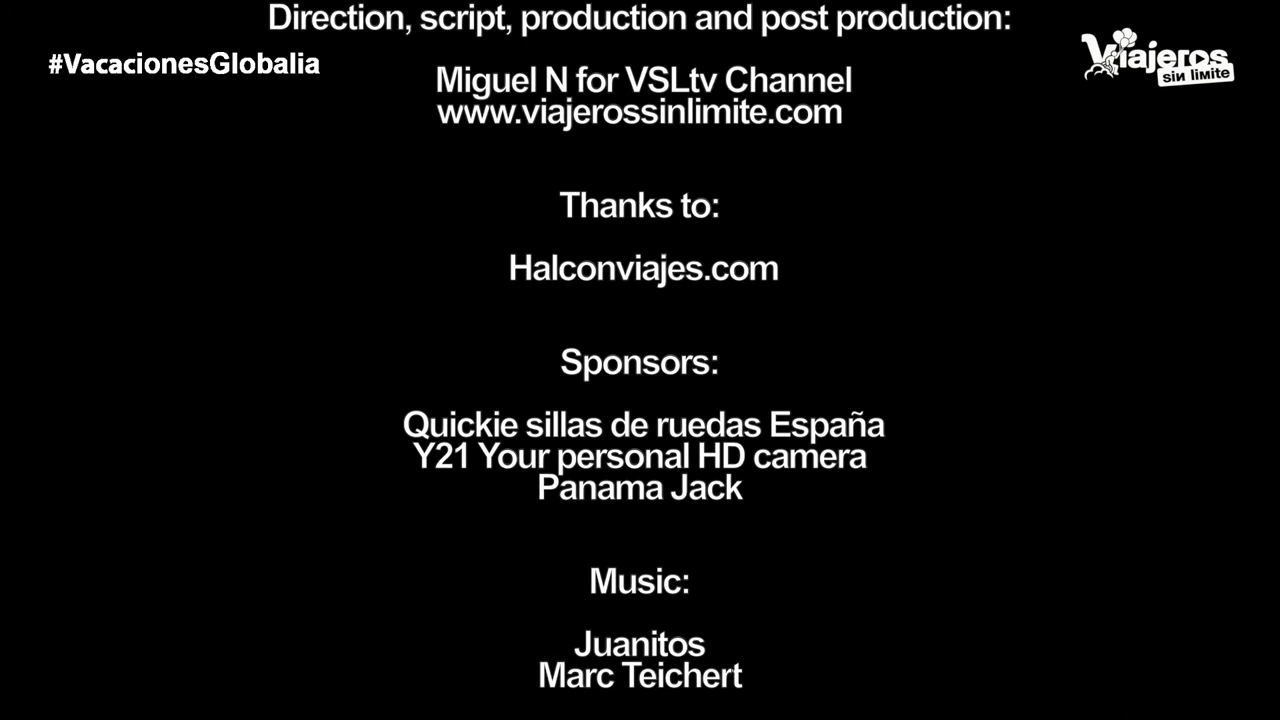 Direction, script, production and post production:
#VacacionesGlobalia
Viajeros
sin limite
Miguel N for VSLtv Channel
www.viajerossinlimite.com
Thanks to:
Halconviajes.com
Sponsors:
Quickie sillas de ruedas España
Y21 Your personal HD camera
Panama Jack
Music:
Juanitos
Marc Teichert